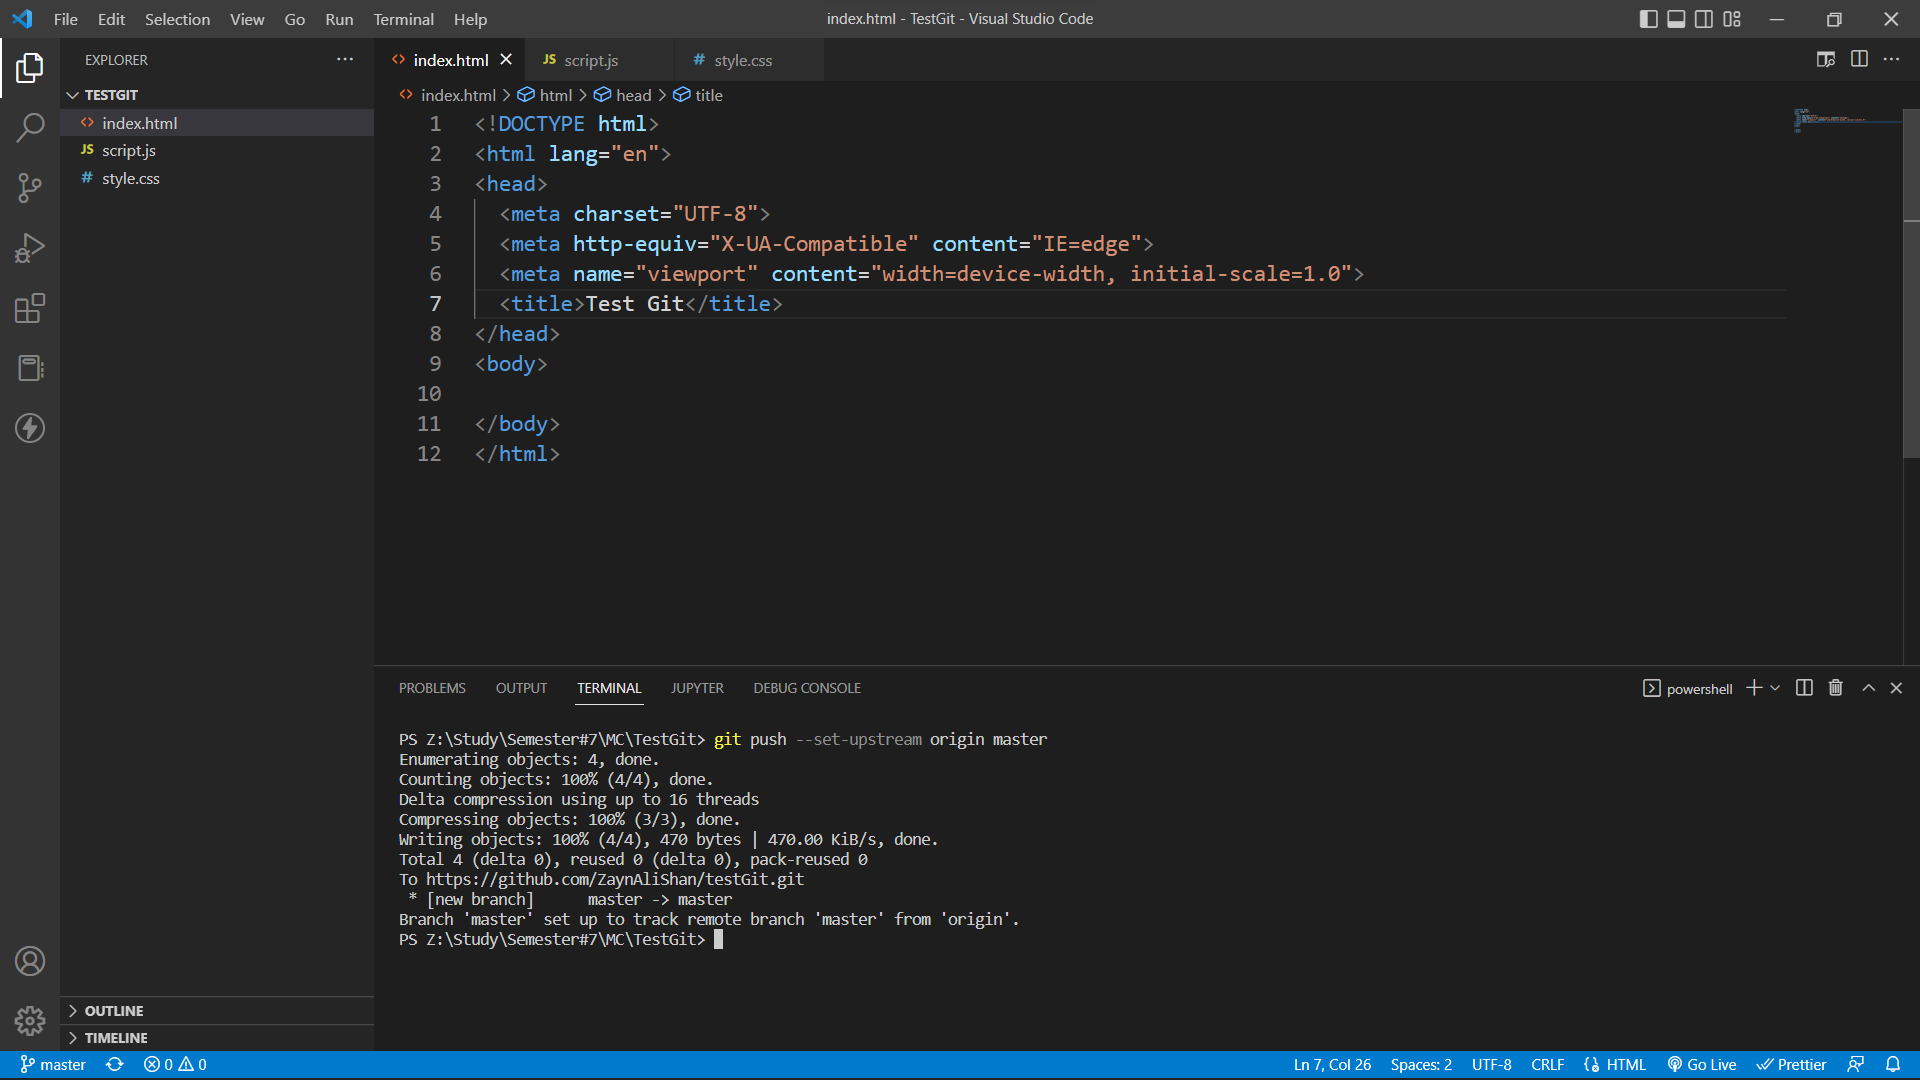 File Edit Selection View Go Run Terminal Help
index.html - TestGit - Visual Studio Code
EXPLORER
TESTGIT
index.html
JS script.js
# style.css
OUTLINE
TIMELINE
index.html JS script.js # style.css
index.html > html > head > title
1 <!DOCTYPE html>
2 <html lang="en">
3 <head>
4 <meta charset="UTF-8">
5 <meta http-equiv="X-UA-Compatible" content="IE=edge">
6 <meta name="viewport" content="width=device-width, initial-scale=1.0">
7 <title>Test Git</title>
8 </head>
9 <body>
10
11 </body>
12 </html>
PROBLEMS OUTPUT TERMINAL JUPYTER DEBUG CONSOLE
powershell
PS Z:\Study\Semester#7\MC\TestGit> git push --set-upstream origin master
Enumerating objects: 4, done.
Counting objects: 100% (4/4), done.
Delta compression using up to 16 threads
Compressing objects: 100% (3/3), done.
Writing objects: 100% (4/4), 470 bytes | 470.00 KiB/s, done.
Total 4 (delta 0), reused 0 (delta 0), pack-reused 0
To https://github.com/ZaynAliShan/testGit.git
* [new branch] master -> master
Branch 'master' set up to track remote branch 'master' from 'origin'.
PS Z:\Study\Semester#7\MC\TestGit>
master 0 0
Ln 7, Col 26 Spaces: 2 UTF-8 CRLF HTML Go Live Prettier